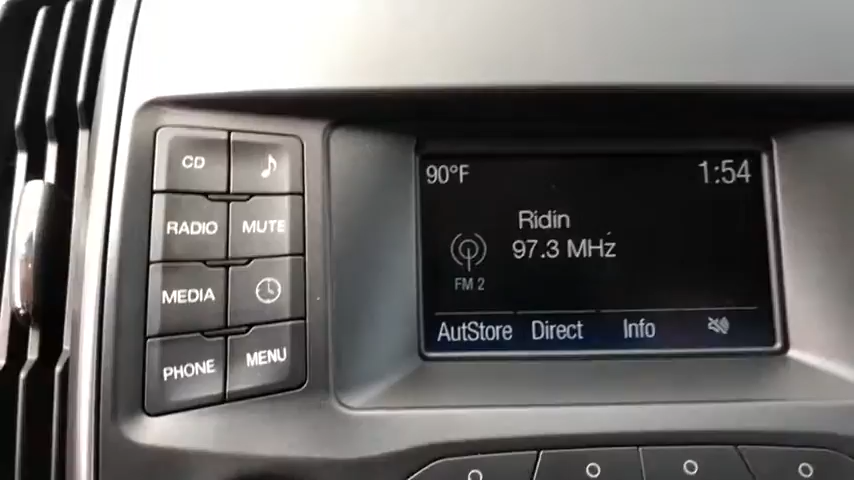 CD
RADIO MUTE
MEDIA
PHONE MENU
90°F 1:54
Ridin
97.3 MHz
FM 2
AutStore Direct Info